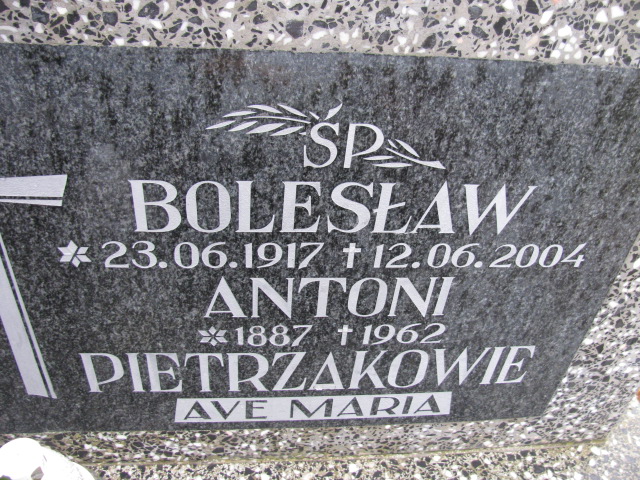 ŚP
BOLESŁAW
* 23.06.1917 † 12.06.2004
ANTONI
* 1887 † 1962
PIETRZAKOWIE
AVE MARIA